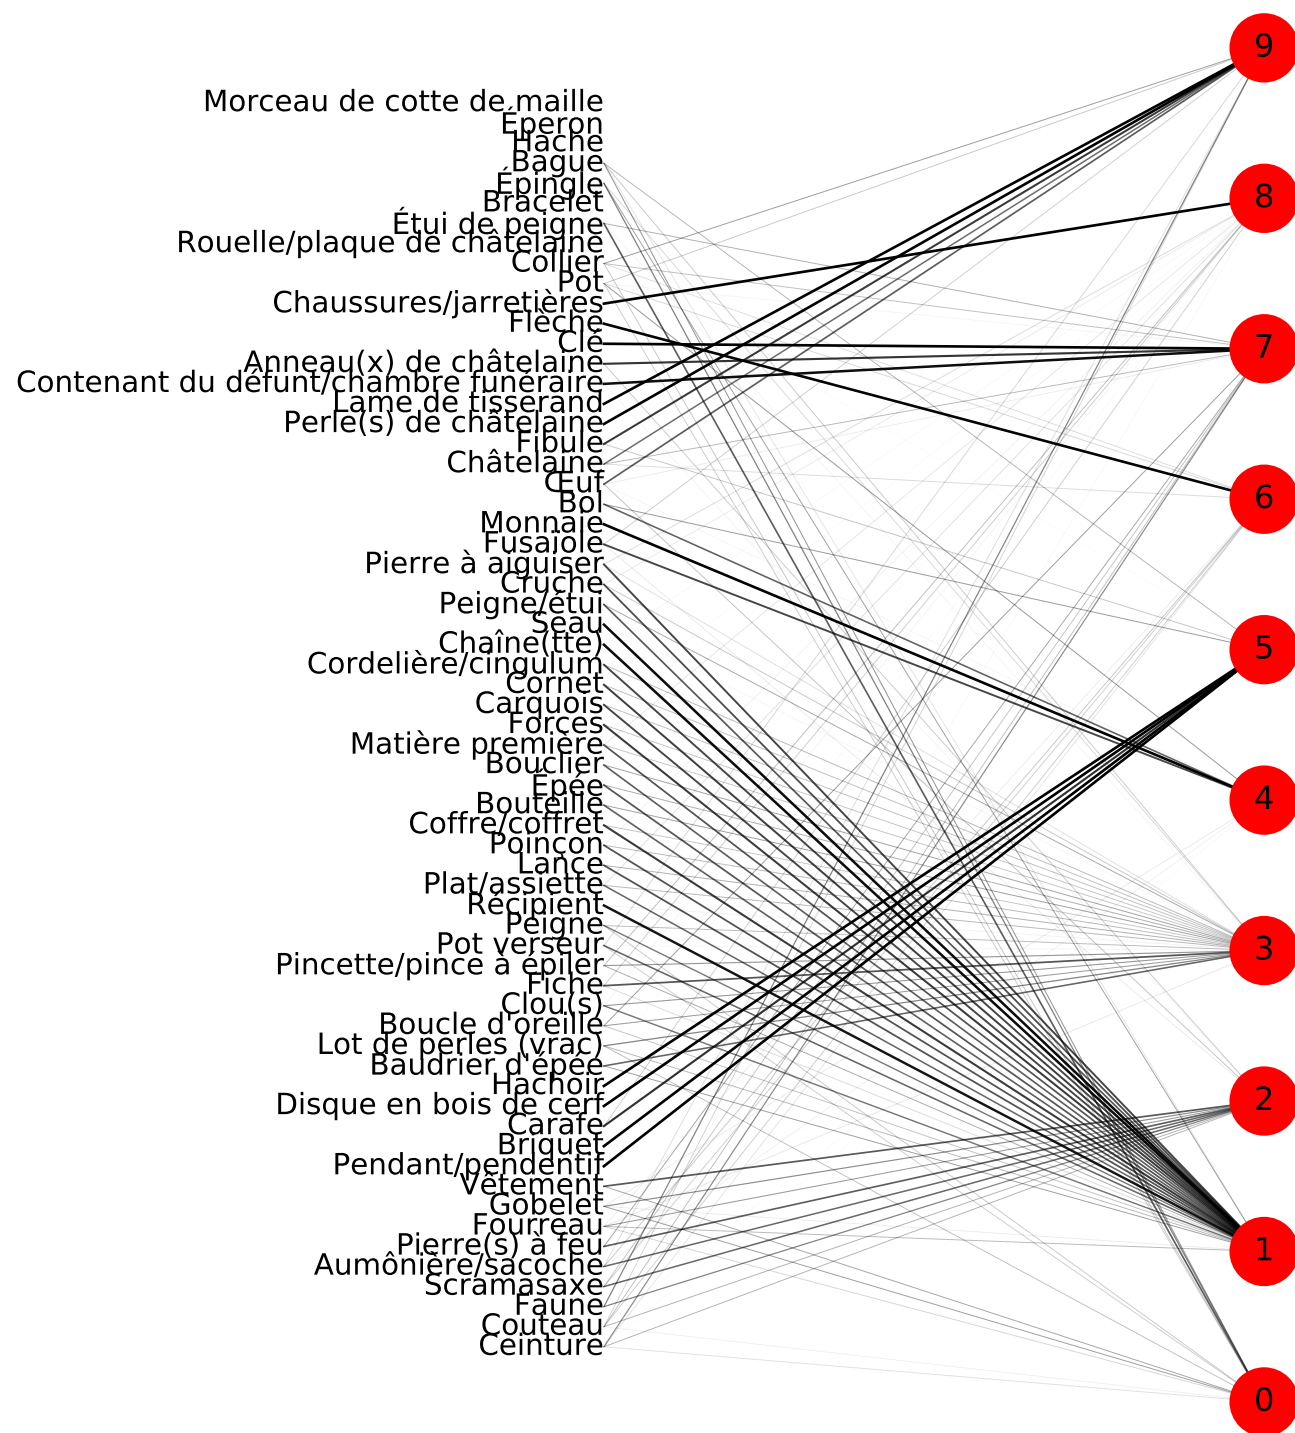 Morceau de cotte de maille
Éperon
Hache
Bague
Épingle
Bracelet
Étui de peigne
Rouelle/plaque de châtelaine
Collier
Pot
Chaussures/jarretières
Flèche
Clé
Anneau(x) de châtelaine
Contenant du défunt/chambre funéraire
Lame de tisserand
Perle(s) de châtelaine
Fibule
Châtelaine
Œuf
Bol
Monnaie
Fusaïole
Pierre à aiguiser
Cruche
Peigne/étui
Seau
Chaîne(tte)
Cordelière/cingulum
Cornet
Carquois
Forces
Matière première
Bouclier
Épée
Bouteille
Coffre/coffret
Poinçon
Lance
Plat/assiette
Récipient
Peigne
Pot verseur
Pincette/pince à épiler
Fiche
Clou(s)
Boucle d'oreille
Lot de perles (vrac)
Baudrier d'épée
Hachoir
Disque en bois de cerf
Carafe
Briquet
Pendant/pendentif
Vêtement
Gobelet
Fourreau
Pierre(s) à feu
Aumônière/sacoche
Scramasaxe
Faune
Couteau
Ceinture
9
8
7
6
5
4
3
2
1
0